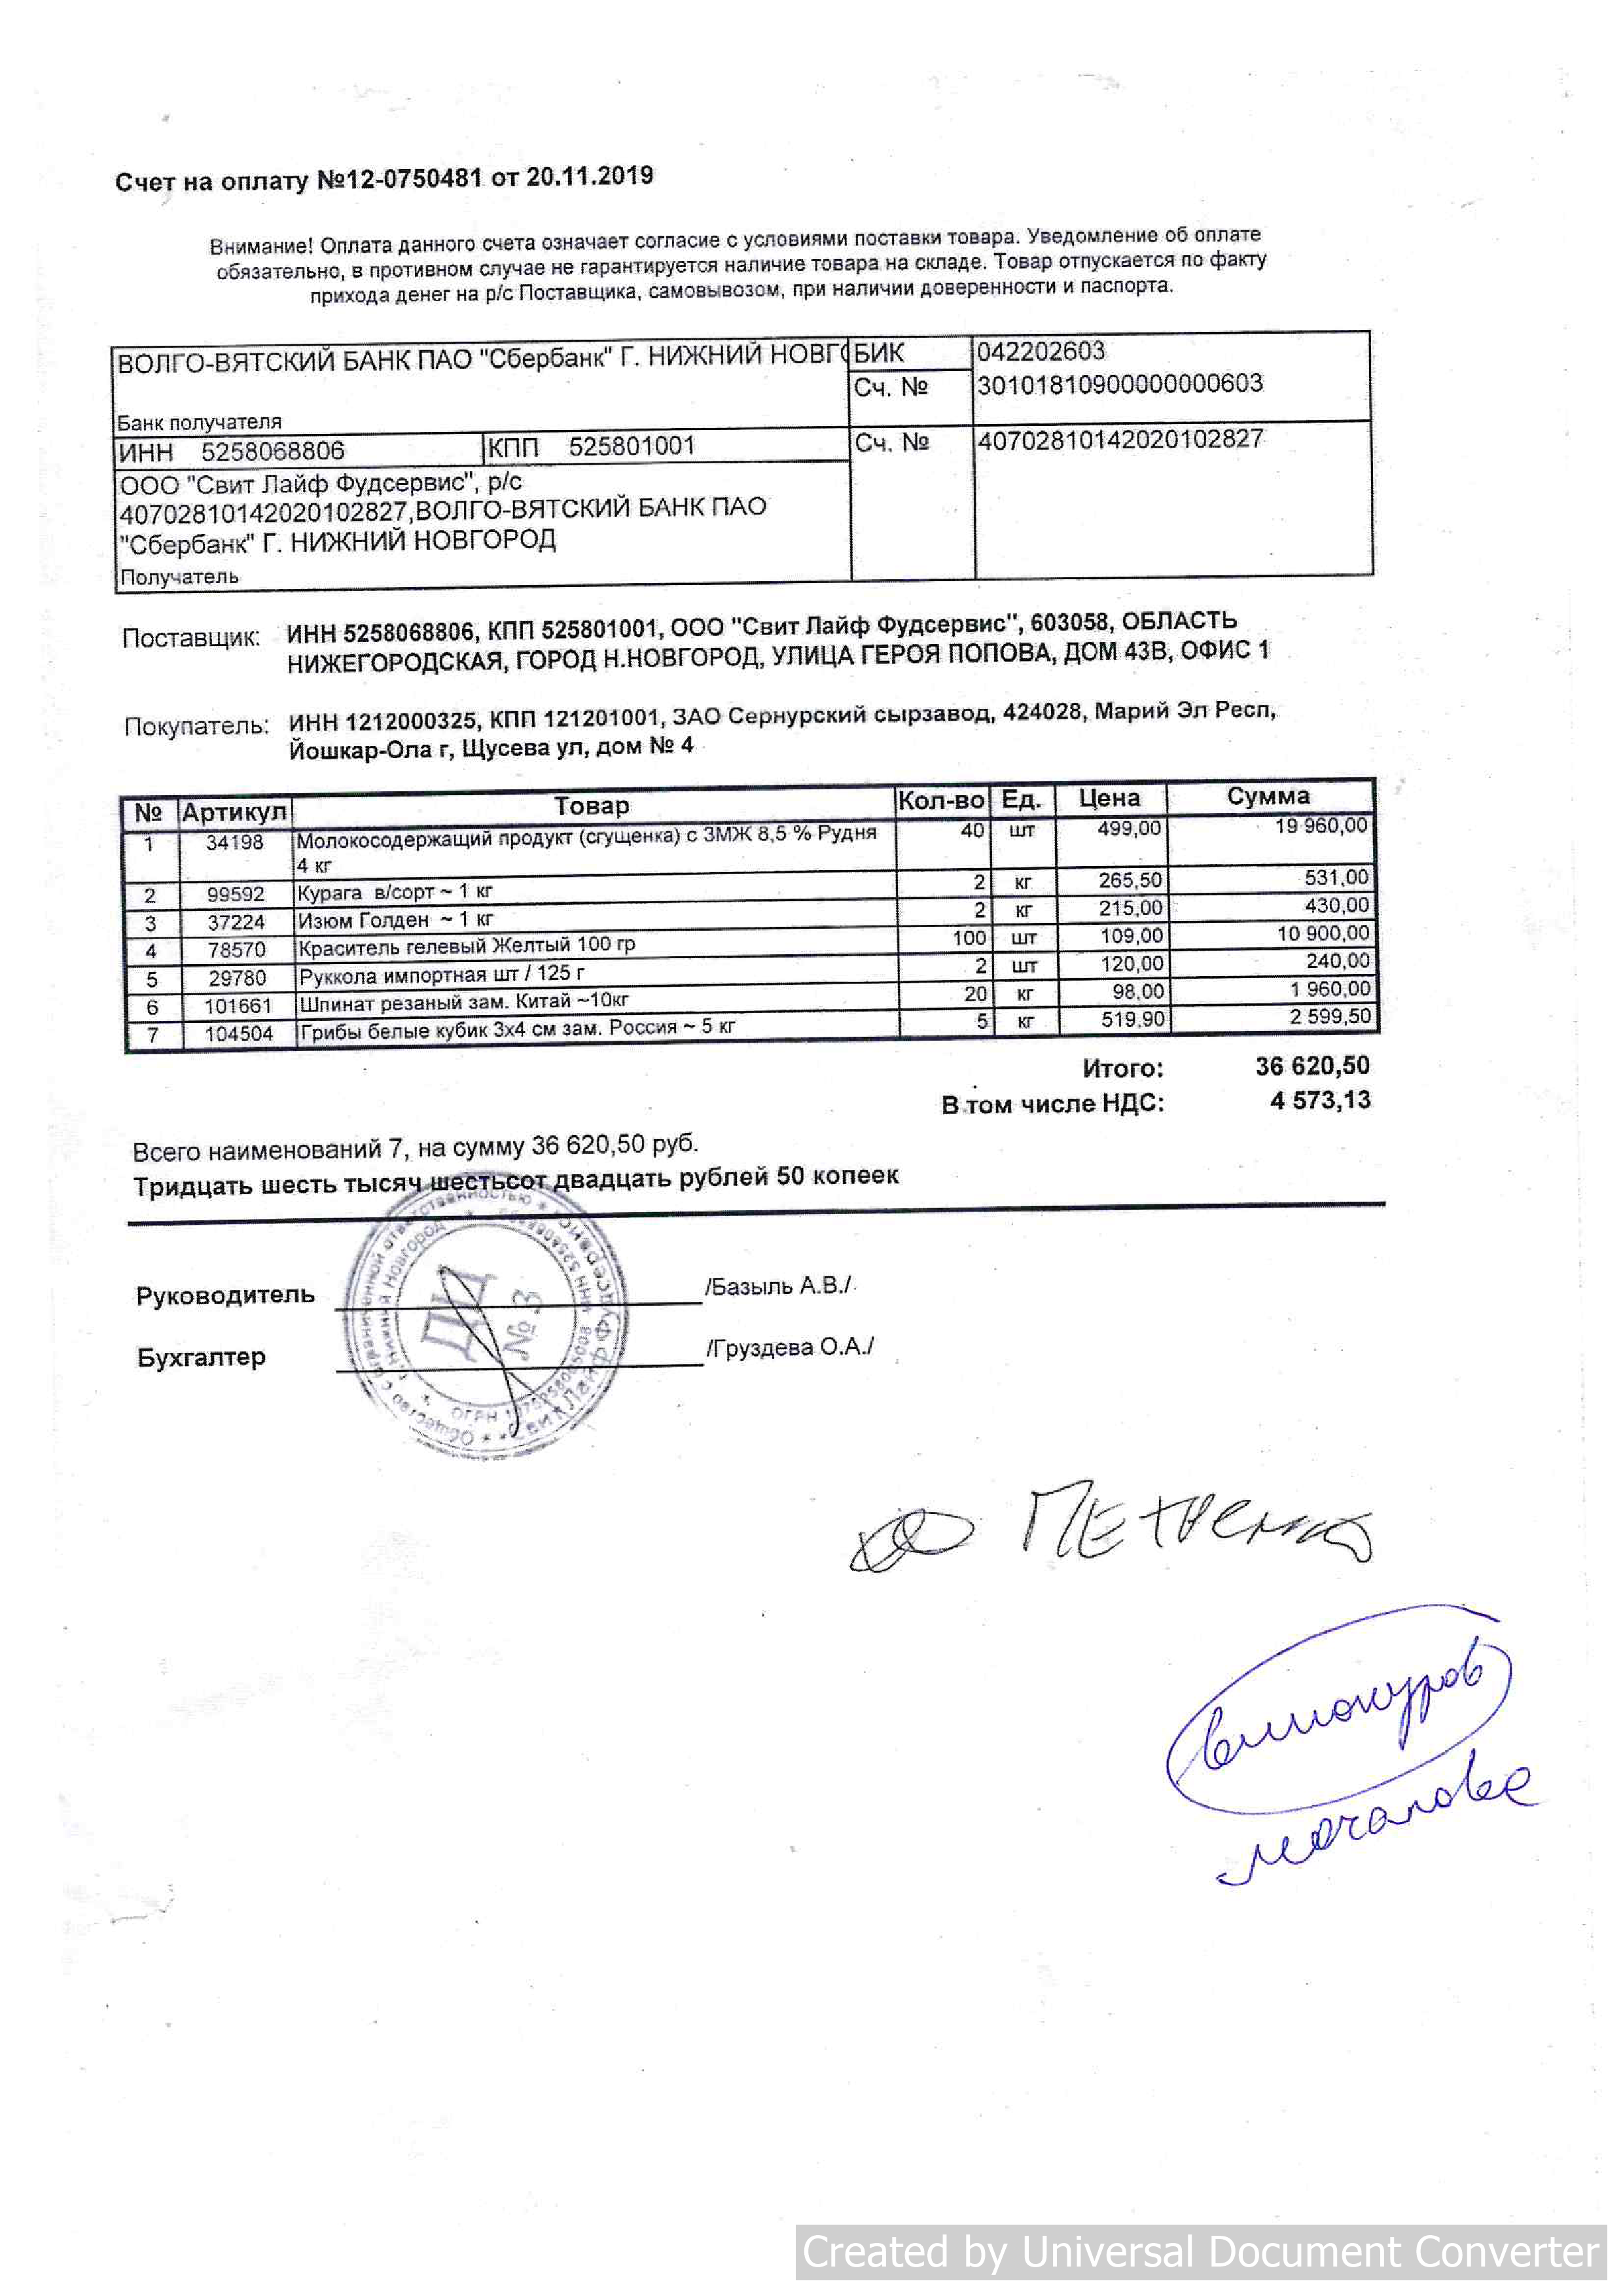 Счет на оплату №12-0750481 от 20.11.2019
Внимание! Оплата данного счета означает согласие с условиями поставки товара. Уведомление об оплате
обязательно, в противном случае не гарантируется наличие товара на складе. Товар отпускается по факту
прихода денег на р/с Поставщика, самовывозом, при наличии доверенности и паспорта.
ВОЛГО-ВЯТСКИЙ БАНК ПАО "Сбербанк" Г. НИЖНИЙ НОВГО БИК 042202603
Сч. № 30101810900000000603
Банк получателя
ИНН 5258068806 КПП 525801001 Сч. № 40702810142020102827
ООО "Свит Лайф Фудсервис", р/с
40702810142020102827,ВОЛГО-ВЯТСКИЙ БАНК ПАО
"Сбербанк" Г. НИЖНИЙ НОВГОРОД
Получатель
Поставщик: ИНН 5258068806, КПП 525801001, ООО "Свит Лайф Фудсервис", 603058, ОБЛАСТЬ
НИЖЕГОРОДСКАЯ, ГОРОД Н.НОВГОРОД, УЛИЦА ГЕРОЯ ПОПОВА, ДОМ 43В, ОФИС 1
Покупатель: ИНН 1212000325, КПП 121201001, ЗАО Сернурский сырзавод, 424028, Марий Эл Респ,
Йошкар-Ола г, Щусева ул, дом № 4
№ Артикул Товар Кол-во Ед. Цена Сумма
1 34198 Молокосодержащий продукт (сгущенка) с ЗМЖ 8,5 % Рудня 40 шт 499,00 19 960,00
4 кг
2 99592 Курага в/сорт ~ 1 кг 2 кг 265,50 531,00
3 37224 Изюм Голден ~ 1 кг 2 кг 215,00 430,00
4 78570 Краситель гелевый Желтый 100 гр 100 шт 109,00 10 900,00
5 29780 Руккола импортная шт / 125 г 2 шт 120,00 240,00
6 101661 Шпинат резаный зам. Китай ~10кг 20 кг 98,00 1 960,00
7 104504 Грибы белые кубик 3х4 см зам. Россия ~ 5 кг 5 кг 519,90 2 599,50
Итого: 36 620,50
В том числе НДС: 4 573,13
Всего наименований 7, на сумму 36 620,50 руб.
Тридцать шесть тысяч шестьсот двадцать рублей 50 копеек
Руководитель /Базыль А.В./
Бухгалтер /Груздева О.А./
Общество с ограниченной ответственностью
"Свит Лайф Фудсервис"
г. Нижний Новгород
ДД
№ 3
Винокуров
Created by Universal Document Converter